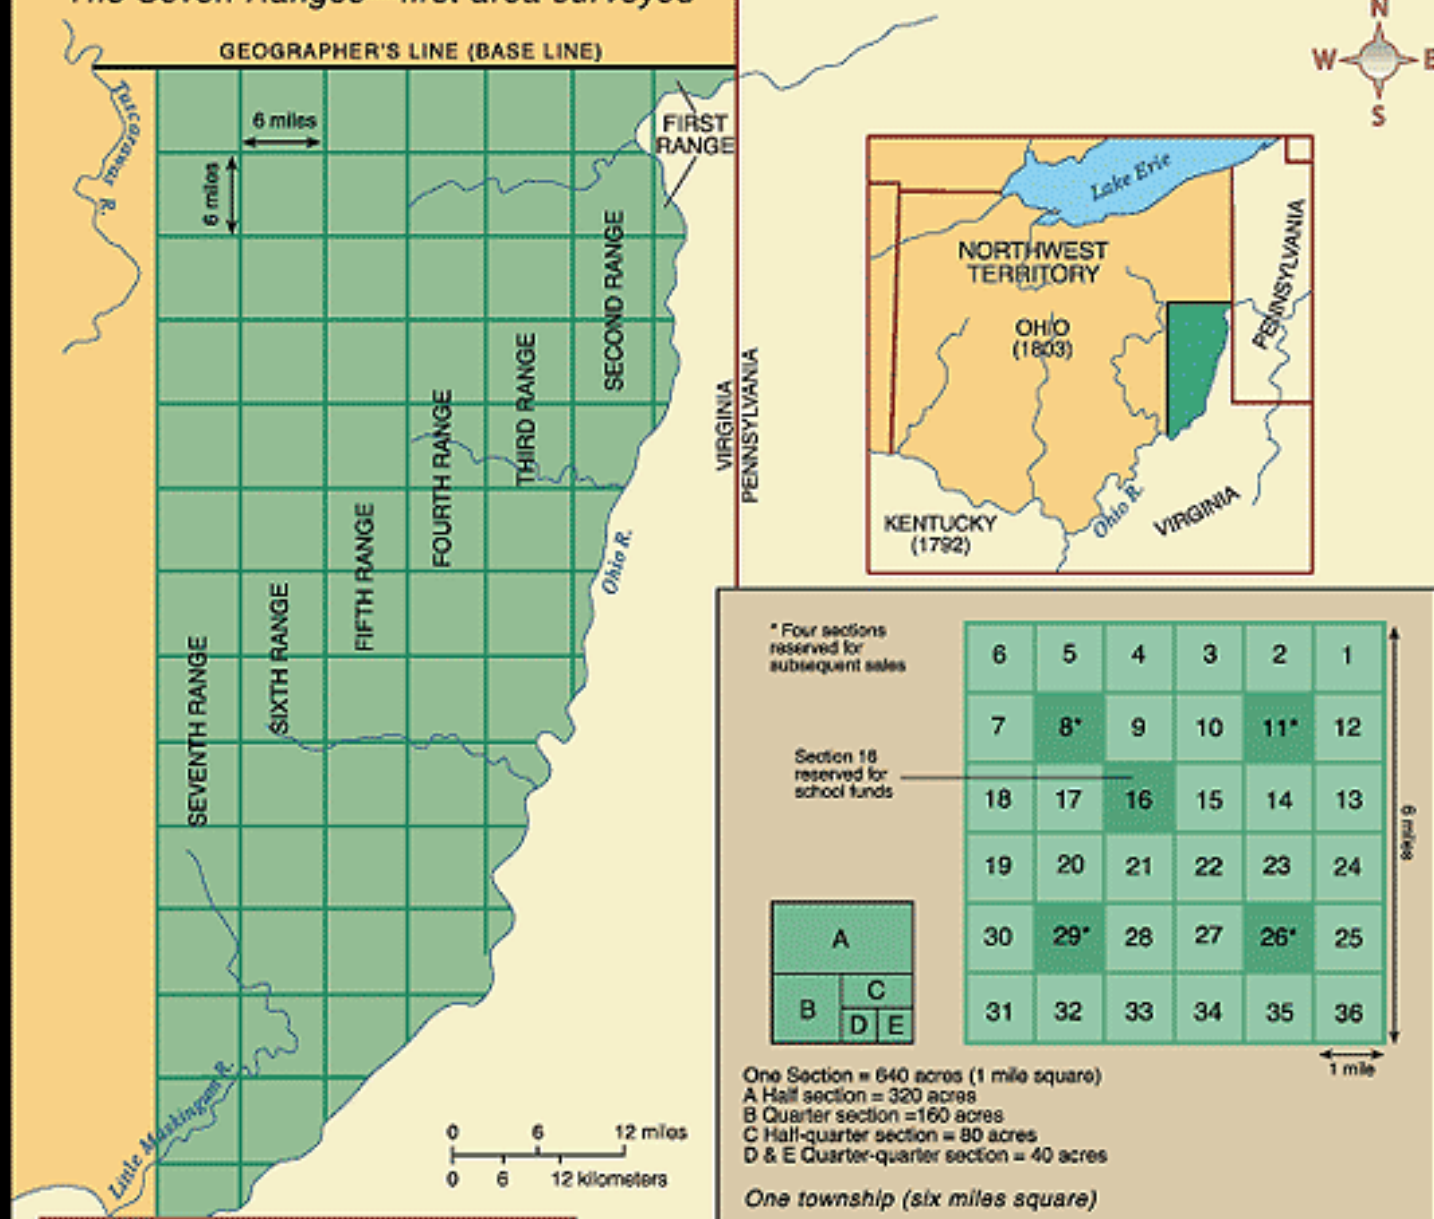 The Seven Ranges—first area surveyed
GEOGRAPHER'S LINE (BASE LINE)
Tuscarawas R.
6 miles
6 miles
FIRST
RANGE
SECOND RANGE
THIRD RANGE
FOURTH RANGE
FIFTH RANGE
SIXTH RANGE
SEVENTH RANGE
Ohio R.
VIRGINIA
PENNSYLVANIA
Little Muskingum R.
0 6 12 miles
0 6 12 kilometers
N
W E
S
Lake Erie
NORTHWEST
TERRITORY
OHIO
(1803)
PENNSYLVANIA
KENTUCKY
(1792)
Ohio R.
VIRGINIA
* Four sections
reserved for
subsequent sales
Section 16
reserved for
school funds
6 5 4 3 2 1
7 8* 9 10 11* 12
18 17 16 15 14 13
19 20 21 22 23 24
30 29* 28 27 26* 25
31 32 33 34 35 36
6 miles
1 mile
A
B
C
D E
One Section = 640 acres (1 mile square)
A Half section = 320 acres
B Quarter section =160 acres
C Half-quarter section = 80 acres
D & E Quarter-quarter section = 40 acres
One township (six miles square)